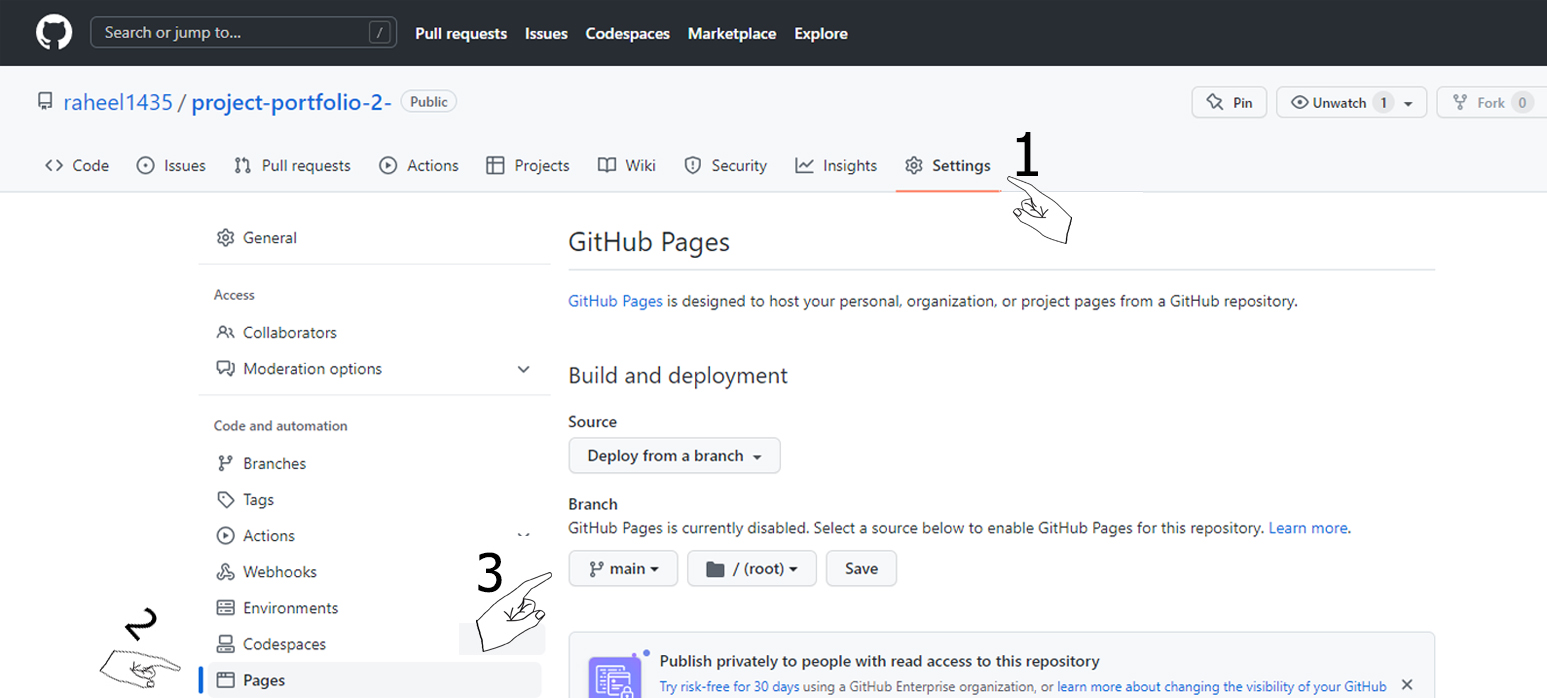 Search or jump to... /
Pull requests Issues Codespaces Marketplace Explore
raheel1435 / project-portfolio-2- Public
Pin Unwatch 1 Fork 0
Code Issues Pull requests Actions Projects Wiki Security Insights Settings 1
General
Access
Collaborators
Moderation options
Code and automation
Branches
Tags
Actions
Webhooks
Environments
Codespaces
Pages
2
GitHub Pages
GitHub Pages is designed to host your personal, organization, or project pages from a GitHub repository.
Build and deployment
Source
Deploy from a branch
Branch
GitHub Pages is currently disabled. Select a source below to enable GitHub Pages for this repository. Learn more.
3
main / (root) Save
Publish privately to people with read access to this repository
Try risk-free for 30 days using a GitHub Enterprise organization, or learn more about changing the visibility of your GitHub